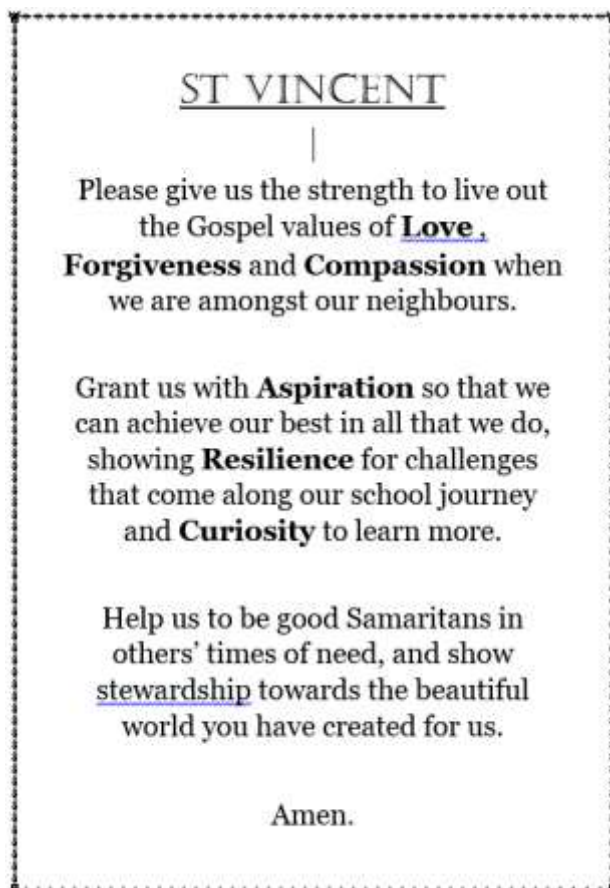 ST VINCENT
Please give us the strength to live out
the Gospel values of Love ,
Forgiveness and Compassion when
we are amongst our neighbours.
Grant us with Aspiration so that we
can achieve our best in all that we do,
showing Resilience for challenges
that come along our school journey
and Curiosity to learn more.
Help us to be good Samaritans in
others’ times of need, and show
stewardship towards the beautiful
world you have created for us.
Amen.